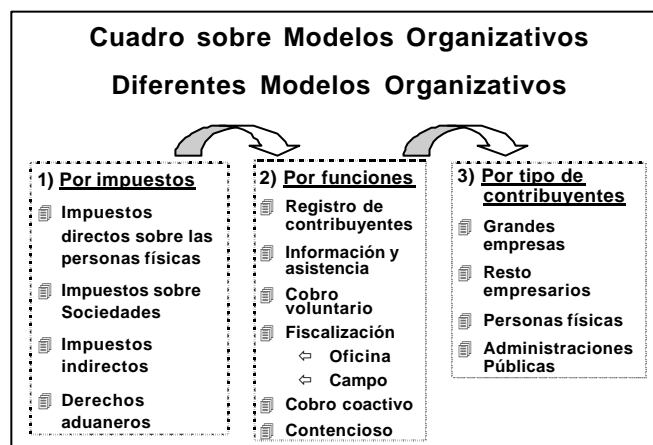 Cuadro sobre Modelos Organizativos
Diferentes Modelos Organizativos
1) Por impuestos
Impuestos
directos sobre las
personas físicas
Impuestos sobre
Sociedades
Impuestos
indirectos
Derechos
aduaneros
2) Por funciones
Registro de
contribuyentes
Información y
asistencia
Cobro
voluntario
Fiscalización
Oficina
Campo
Cobro coactivo
Contencioso
3) Por tipo de
contribuyentes
Grandes
empresas
Resto
empresarios
Personas físicas
Administraciones
Públicas